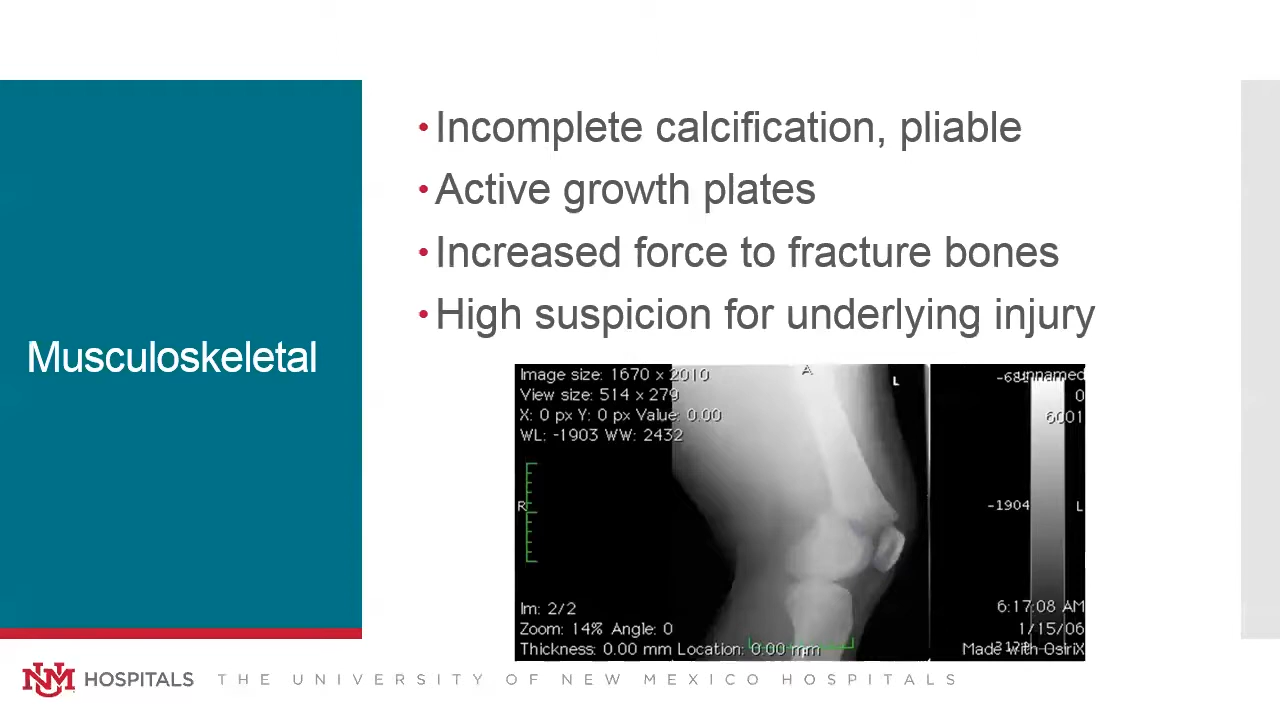 • Incomplete calcification, pliable
• Active growth plates
• Increased force to fracture bones
• High suspicion for underlying injury
Musculoskeletal
Image size: 1670 x 2010
View size: 514 x 279
X: 0 px Y: 0 px Value: 0.00
WL: -1903 WW: 2432
A
L
unnamed
0
6001
R
-1904
L
Im: 2/2
Zoom: 14% Angle: 0
Thickness: 0.00 mm Location: 0.00 mm
6:17:08 AM
1/15/06
Made with OsiriX
UNM HOSPITALS THE UNIVERSITY OF NEW MEXICO HOSPITALS